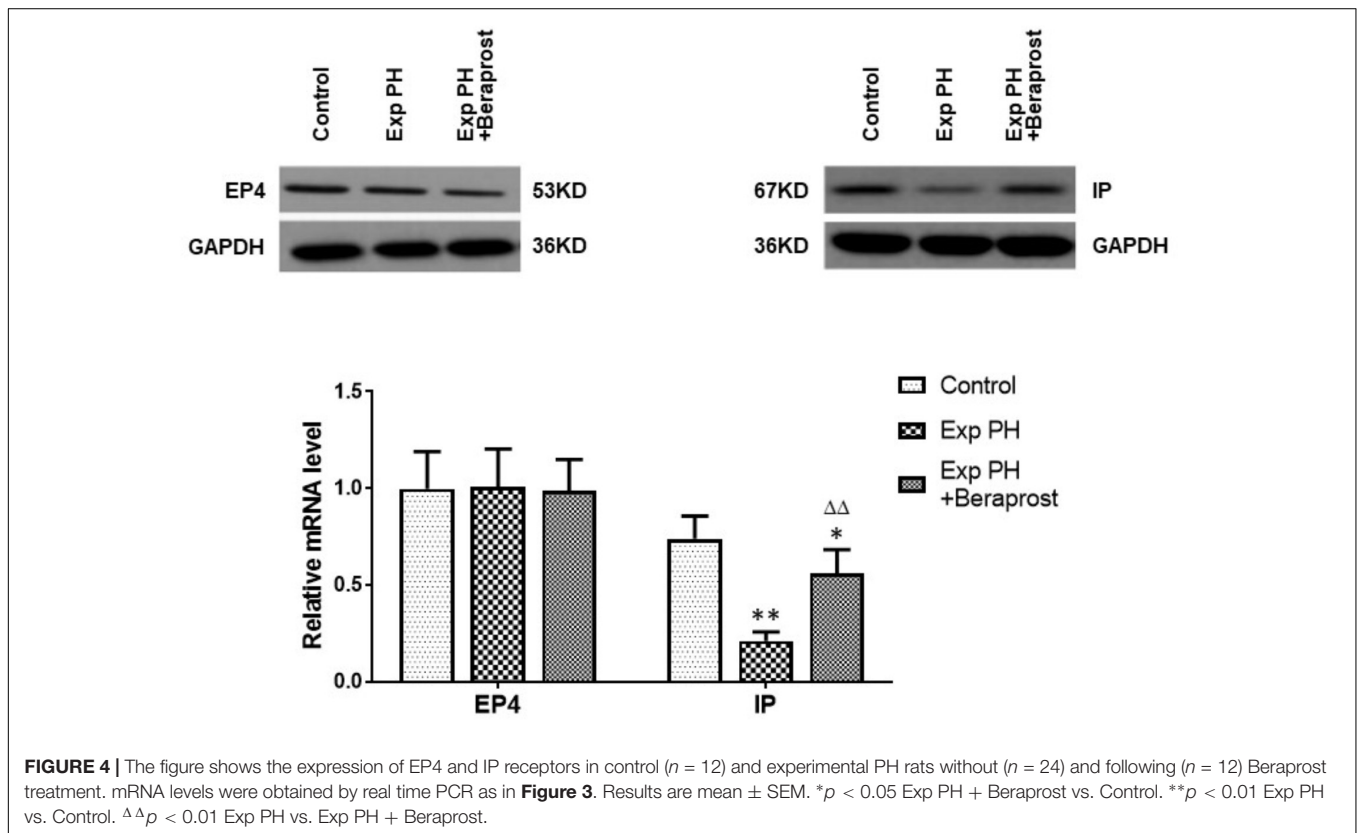 Control
Exp PH
Exp PH
+Beraprost
EP4
53KD
GAPDH
36KD
Control
Exp PH
Exp PH
+Beraprost
67KD
IP
36KD
GAPDH
Relative mRNA level
1.5
1.0
0.5
0.0
**
ΔΔ
*
EP4
IP
Control
Exp PH
Exp PH
+Beraprost
FIGURE 4 | The figure shows the expression of EP4 and IP receptors in control (n = 12) and experimental PH rats without (n = 24) and following (n = 12) Beraprost
treatment. mRNA levels were obtained by real time PCR as in Figure 3. Results are mean ± SEM. *p < 0.05 Exp PH + Beraprost vs. Control. **p < 0.01 Exp PH
vs. Control. ΔΔp < 0.01 Exp PH vs. Exp PH + Beraprost.